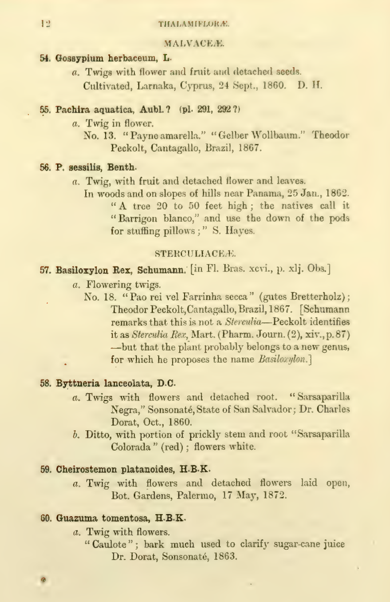 12 THALAMIFLORÆ.
MALVACEÆ.
54. Gossypium herbaceum, L.
a. Twigs with flower and fruit and detached seeds.
Cultivated, Larnaka, Cyprus, 24 Sept., 1860. D. H.
55. Pachira aquatica, Aubl.? (pl. 291, 292?)
a. Twig in flower.
No. 13. "Payneamarella." "Gelber Wollbaum." Theodor
Peckolt, Cantagallo, Brazil, 1867.
56. P. sessilis, Benth.
a. Twig, with fruit and detached flower and leaves.
In woods and on slopes of hills near Panama, 25 Jan., 1862.
"A tree 20 to 50 feet high; the natives call it
"Barrigon blanco," and use the down of the pods
for stuffing pillows;" S. Hayes.
STERCULIACEÆ.
57. Basiloxylon Rex, Schumann. [in Fl. Bras. xcvi., p. xlj. Obs.]
a. Flowering twigs.
No. 18. "Pao rei vel Farrinha secca" (gutes Bretterholz);
Theodor Peckolt, Cantagallo, Brazil, 1867. [Schumann
remarks that this is not a Sterculia—Peckolt identifies
it as Sterculia Rex, Mart. (Pharm. Journ. (2), xiv., p. 87)
—but that the plant probably belongs to a new genus,
for which he proposes the name Basiloxylon.]
58. Byttneria lanceolata, D.C.
a. Twigs with flowers and detached root. "Sarsaparilla
Negra," Sonsonaté, State of San Salvador; Dr. Charles
Dorat, Oct., 1860.
b. Ditto, with portion of prickly stem and root "Sarsaparilla
Colorada" (red); flowers white.
59. Cheirostemon platanoides, H.B.K.
a. Twig with flowers and detached flowers laid open,
Bot. Gardens, Palermo, 17 May, 1872.
60. Guazuma tomentosa, H.B.K.
a. Twig with flowers.
"Caulote"; bark much used to clarify sugar-cane juice
Dr. Dorat, Sonsonaté, 1863.